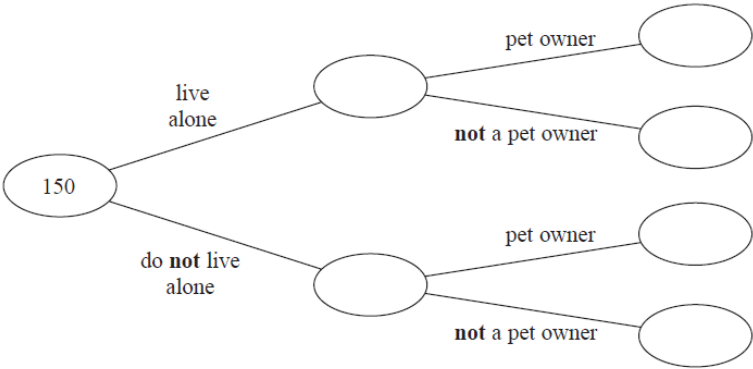 pet owner
live
alone
not a pet owner
150
pet owner
do not live
alone
not a pet owner